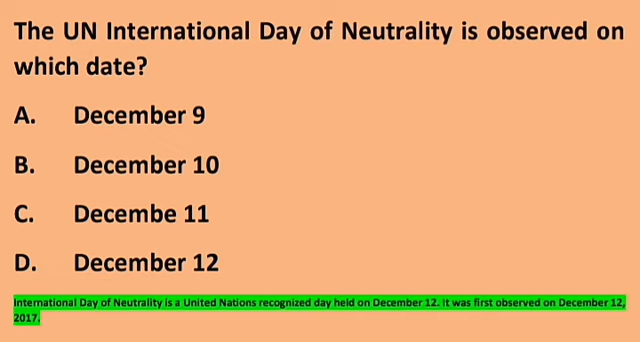 The UN International Day of Neutrality is observed on
which date?
A. December 9
B. December 10
C. Decembe 11
D. December 12
International Day of Neutrality is a United Nations recognized day held on December 12. It was first observed on December 12,
2017.